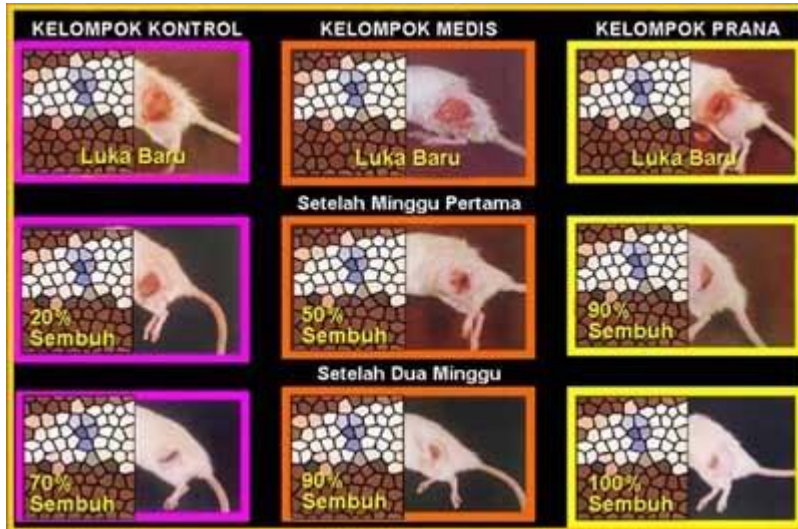 KELOMPOK KONTROL
KELOMPOK MEDIS
KELOMPOK PRANA
Luka Baru
Luka Baru
Luka Baru
Setelah Minggu Pertama
20%
Sembuh
50%
Sembuh
90%
Sembuh
Setelah Dua Minggu
70%
Sembuh
90%
Sembuh
100%
Sembuh